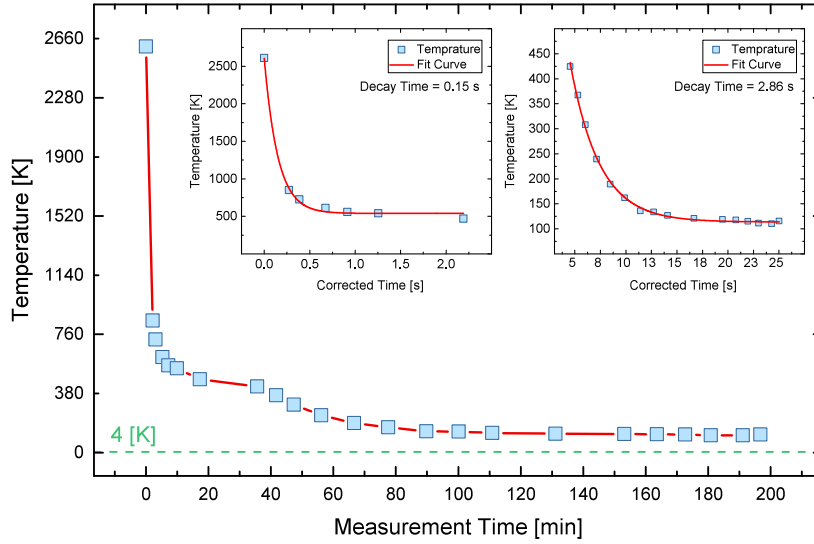 2660
2280
1900
1520
1140
760
380
0
Temperature [K]
4 [K]
0 20 40 60 80 100 120 140 160 180 200
Measurement Time [min]
2500
2000
1500
1000
500
Temperature [K]
Temprature
Fit Curve
Decay Time = 0.15 s
0.0 0.5 1.0 1.5 2.0
Corrected Time [s]
450
400
350
300
250
200
150
100
Temperature [K]
Temprature
Fit Curve
Decay Time = 2.86 s
5 8 10 13 15 18 20 23 25
Corrected Time [s]